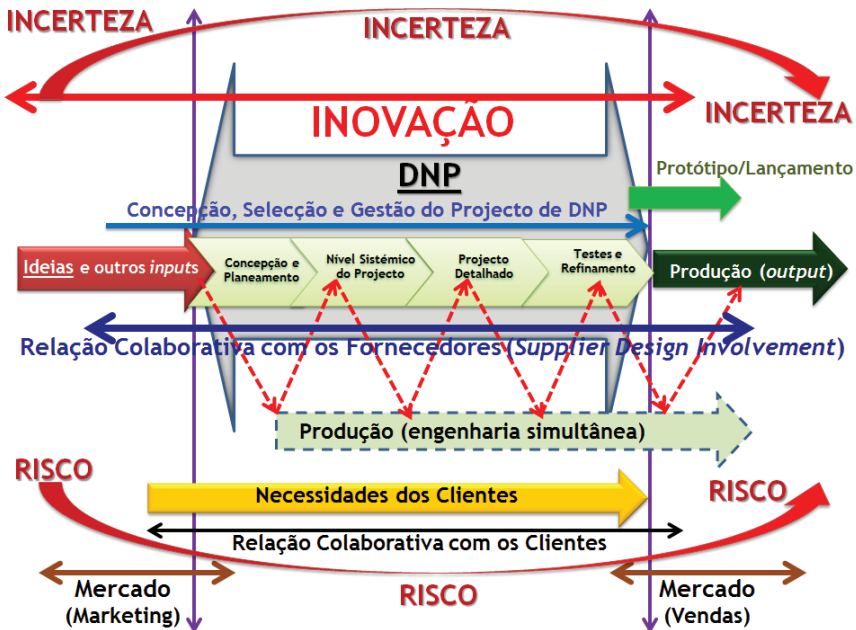 INCERTEZA
INCERTEZA
INCERTEZA
INOVAÇÃO
DNP
Protótipo/Lançamento
Concepção, Selecção e Gestão do Projecto de DNP
Ideias e outros inputs
Concepção e
Planeamento
Nível Sistémico
do Projecto
Projecto
Detalhado
Testes e
Refinamento
Produção (output)
Relação Colaborativa com os Fornecedores (Supplier Design Involvement)
Produção (engenharia simultânea)
RISCO
Necessidades dos Clientes
RISCO
Relação Colaborativa com os Clientes
Mercado
(Marketing)
RISCO
Mercado
(Vendas)